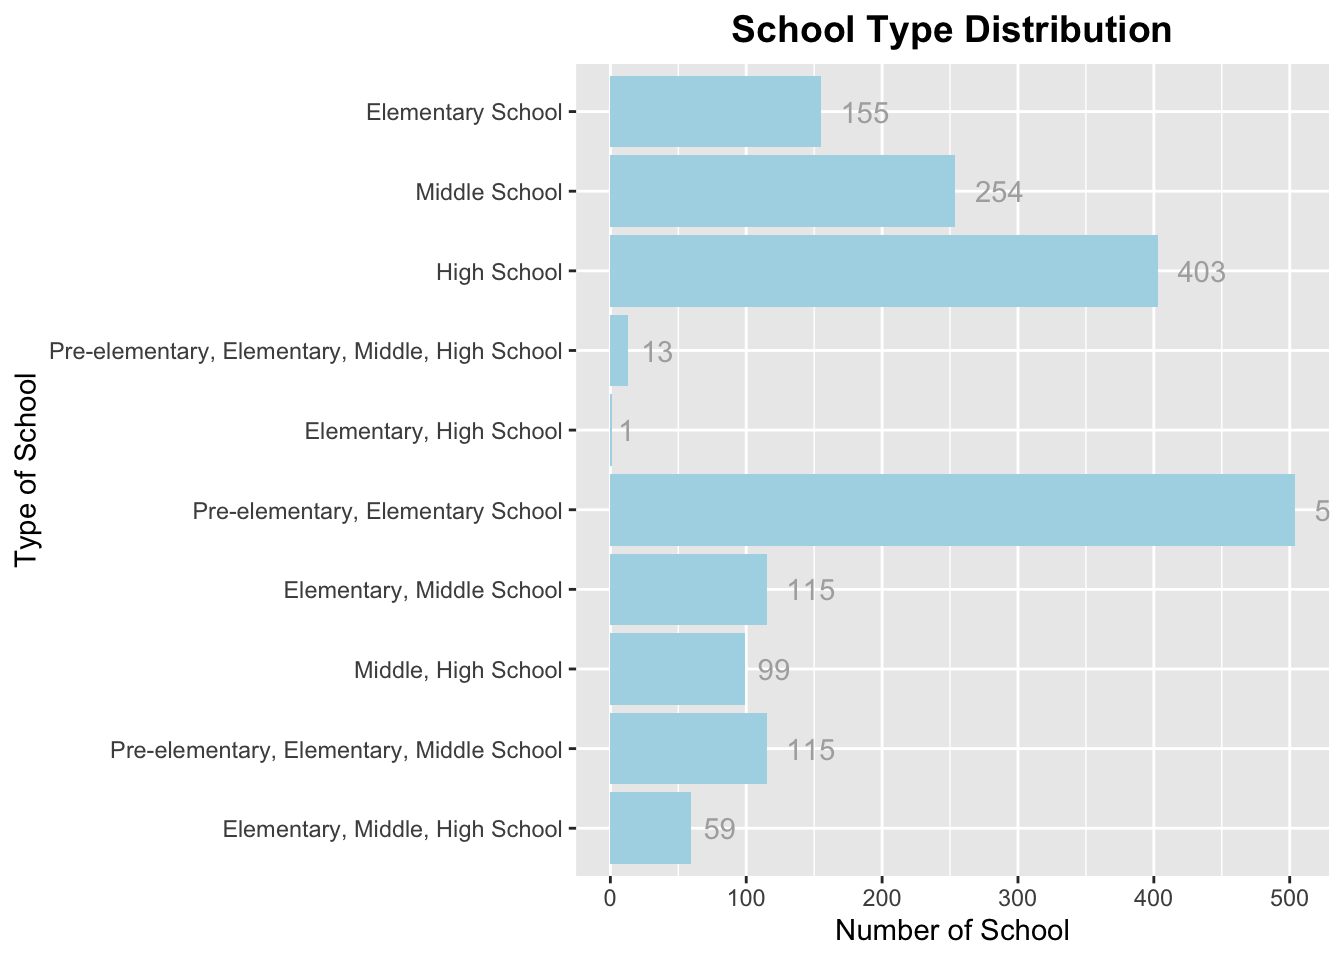 School Type Distribution
Elementary School
155
Middle School
254
High School
403
Pre-elementary, Elementary, Middle, High School
13
Elementary, High School
1
Pre-elementary, Elementary School
5
Elementary, Middle School
115
Middle, High School
99
Pre-elementary, Elementary, Middle School
115
Elementary, Middle, High School
59
0 100 200 300 400 500
Number of School
Type of School